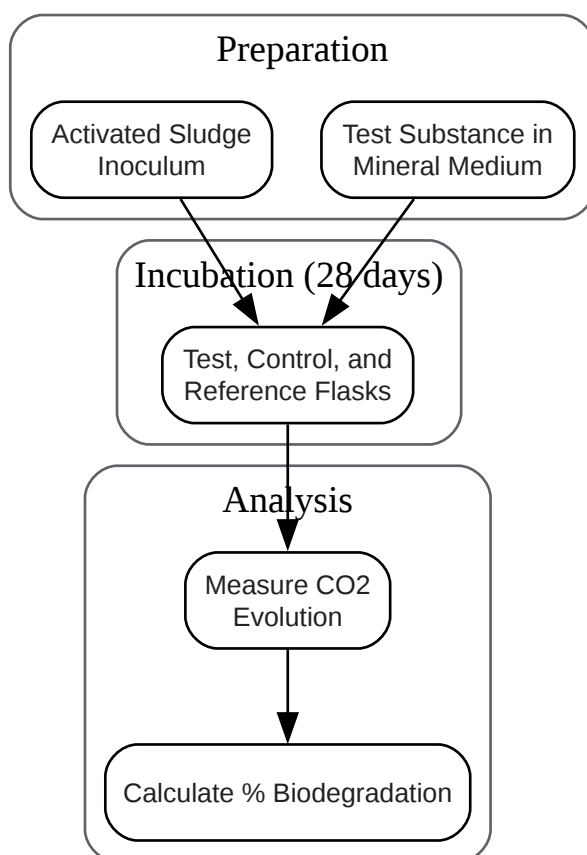 Preparation
Activated Sludge
Inoculum
Test Substance in
Mineral Medium
Incubation (28 days)
Test, Control, and
Reference Flasks
Analysis
Measure CO2
Evolution
Calculate % Biodegradation